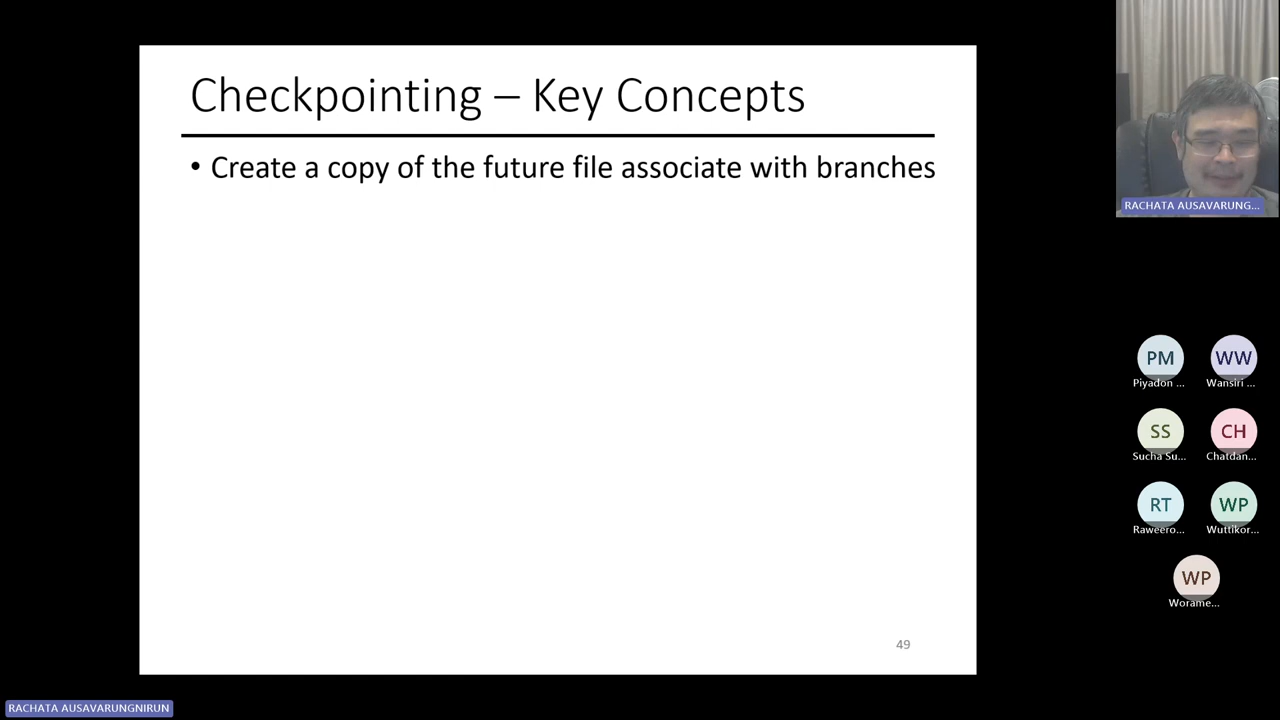 Checkpointing – Key Concepts
• Create a copy of the future file associate with branches
49
RACHATA AUSAVARUNG...
PM
Piyadon ...
WW
Wansiri ...
SS
Sucha Su...
CH
Chatdan...
RT
Raweero...
WP
Wuttikor...
WP
Worame...
RACHATA AUSAVARUNGNIRUN